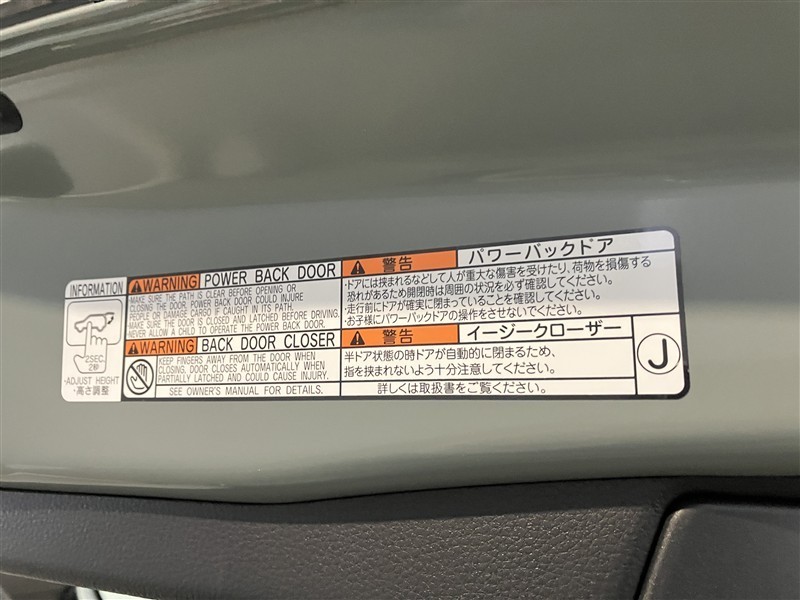 INFORMATION
2SEC.
2秒
・ADJUST HEIGHT
・高さ調整
WARNING POWER BACK DOOR
・MAKE SURE THE PATH IS CLEAR BEFORE OPENING OR
CLOSING THE DOOR. POWER BACK DOOR COULD INJURE
PEOPLE OR DAMAGE CARGO IF CAUGHT IN ITS PATH.
・MAKE SURE THE DOOR IS CLOSED AND LATCHED BEFORE DRIVING.
・NEVER ALLOW A CHILD TO OPERATE THE POWER BACK DOOR.
WARNING BACK DOOR CLOSER
KEEP FINGERS AWAY FROM THE DOOR WHEN
CLOSING. DOOR CLOSES AUTOMATICALLY WHEN
PARTIALLY LATCHED AND COULD CAUSE INJURY.
SEE OWNER'S MANUAL FOR DETAILS.
警告 パワーバックドア
・ドアには挟まれるなどして人が重大な傷害を受けたり、荷物を損傷する
恐れがあるため開閉時は周囲の状況を必ず確認してください。
・走行前にドアが確実に閉まっていることを確認してください。
・お子様にパワーバックドアの操作をさせないでください。
警告 イージークローザー
半ドア状態の時ドアが自動的に閉まるため、
指を挟まれないよう十分注意してください。
詳しくは取扱書をご覧ください。
J